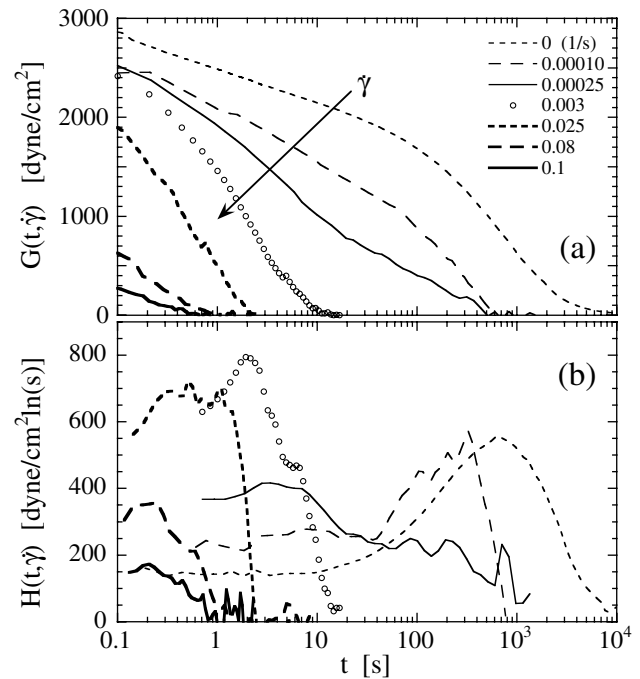 3000
2000
1000
0
G(t,γ̇) [dyne/cm²]
γ̇
0 (1/s)
0.00010
0.00025
0.003
0.025
0.08
0.1
(a)
800
600
400
200
0
H(t,γ̇) [dyne/cm²ln(s)]
(b)
0.1 1 10 100 10³ 10⁴
t [s]